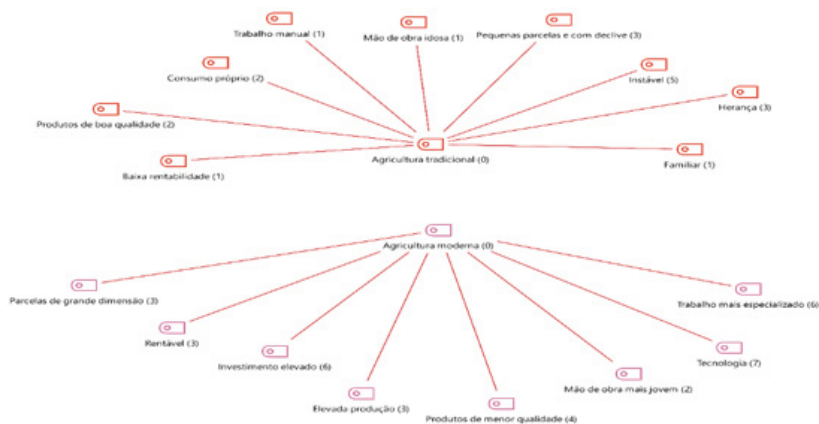 Trabalho manual (1)
Mão de obra idosa (1)
Pequenas parcelas e com declive (3)
Consumo próprio (2)
Instável (5)
Herança (3)
Produtos de boa qualidade (2)
Agricultura tradicional (0)
Familiar (1)
Baixa rentabilidade (1)
Agricultura moderna (0)
Parcelas de grande dimensão (3)
Trabalho mais especializado (6)
Rentável (3)
Tecnologia (7)
Investimento elevado (6)
Mão de obra mais jovem (2)
Elevada produção (3)
Produtos de menor qualidade (4)